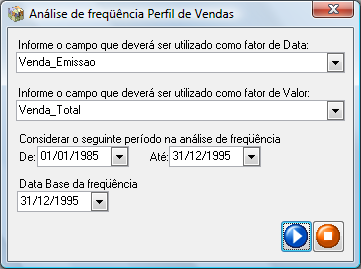 Análise de freqüência Perfil de Vendas
Informe o campo que deverá ser utilizado como fator de Data:
Venda_Emissao
Informe o campo que deverá ser utilizado como fator de Valor:
Venda_Total
Considerar o seguinte período na análise de freqüência
De: 01/01/1985 Até: 31/12/1995
Data Base da freqüência
31/12/1995